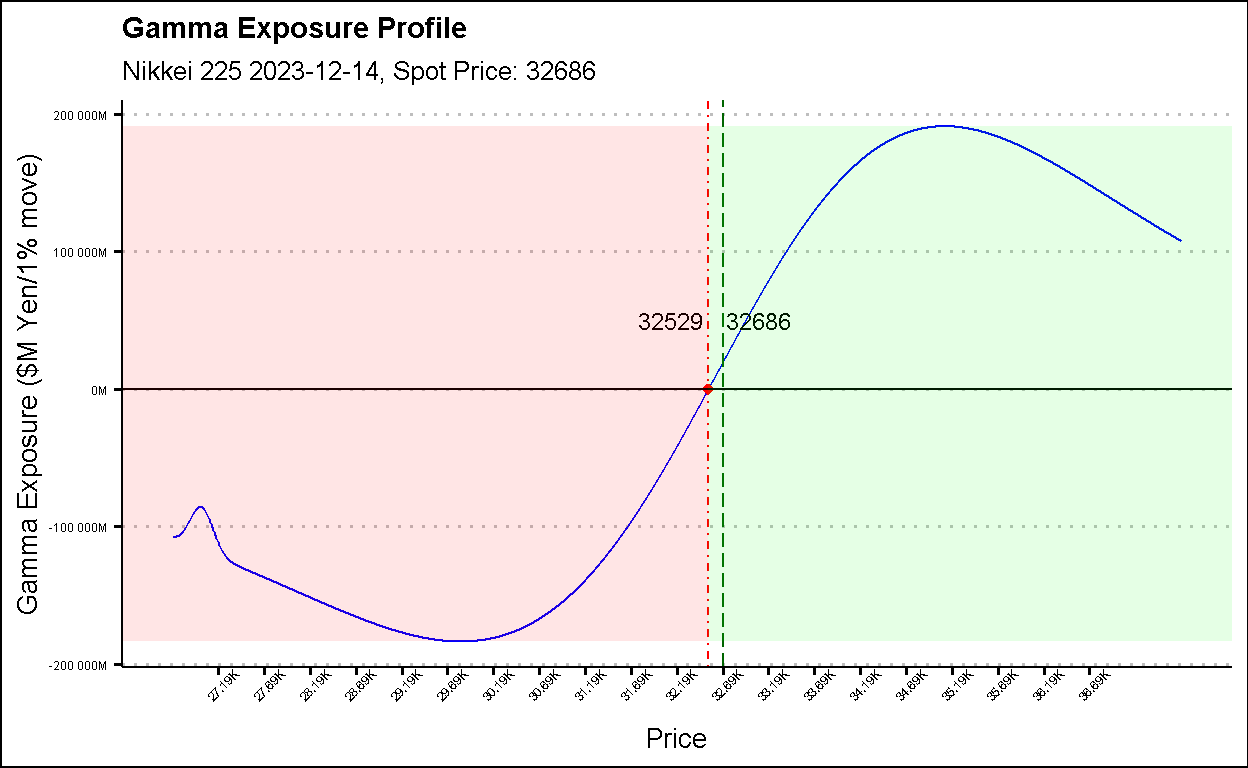 Gamma Exposure Profile
Nikkei 225 2023-12-14, Spot Price: 32686
Gamma Exposure ($M Yen/1% move)
200 000M
100 000M
0M
-100 000M
-200 000M
32529
32686
27.19K
27.69K
28.19K
28.69K
29.19K
29.69K
30.19K
30.69K
31.19K
31.69K
32.19K
32.69K
33.19K
33.69K
34.19K
34.69K
35.19K
35.69K
36.19K
36.69K
Price